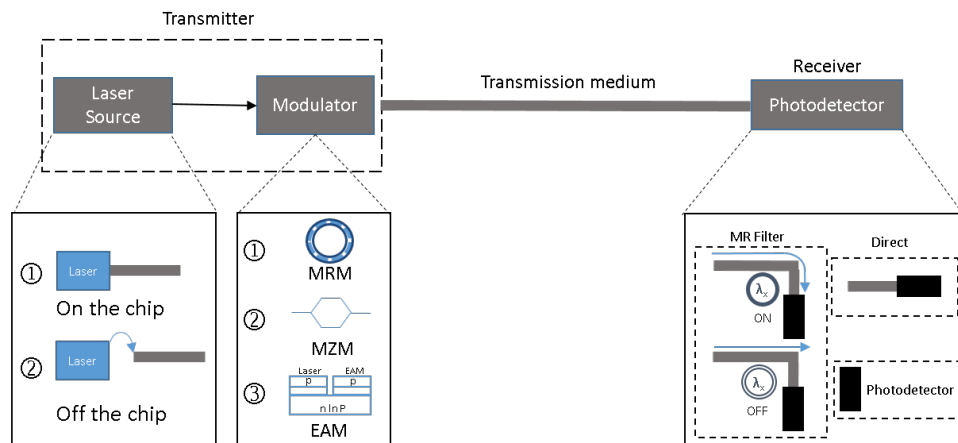 Transmitter
Laser
Source
Modulator
Transmission medium
Receiver
Photodetector
①
Laser
On the chip
②
Laser
Off the chip
①
MRM
②
MZM
③
Laser
EAM
p
p
n InP
EAM
MR Filter
Direct
λx
ON
λx
OFF
Photodetector